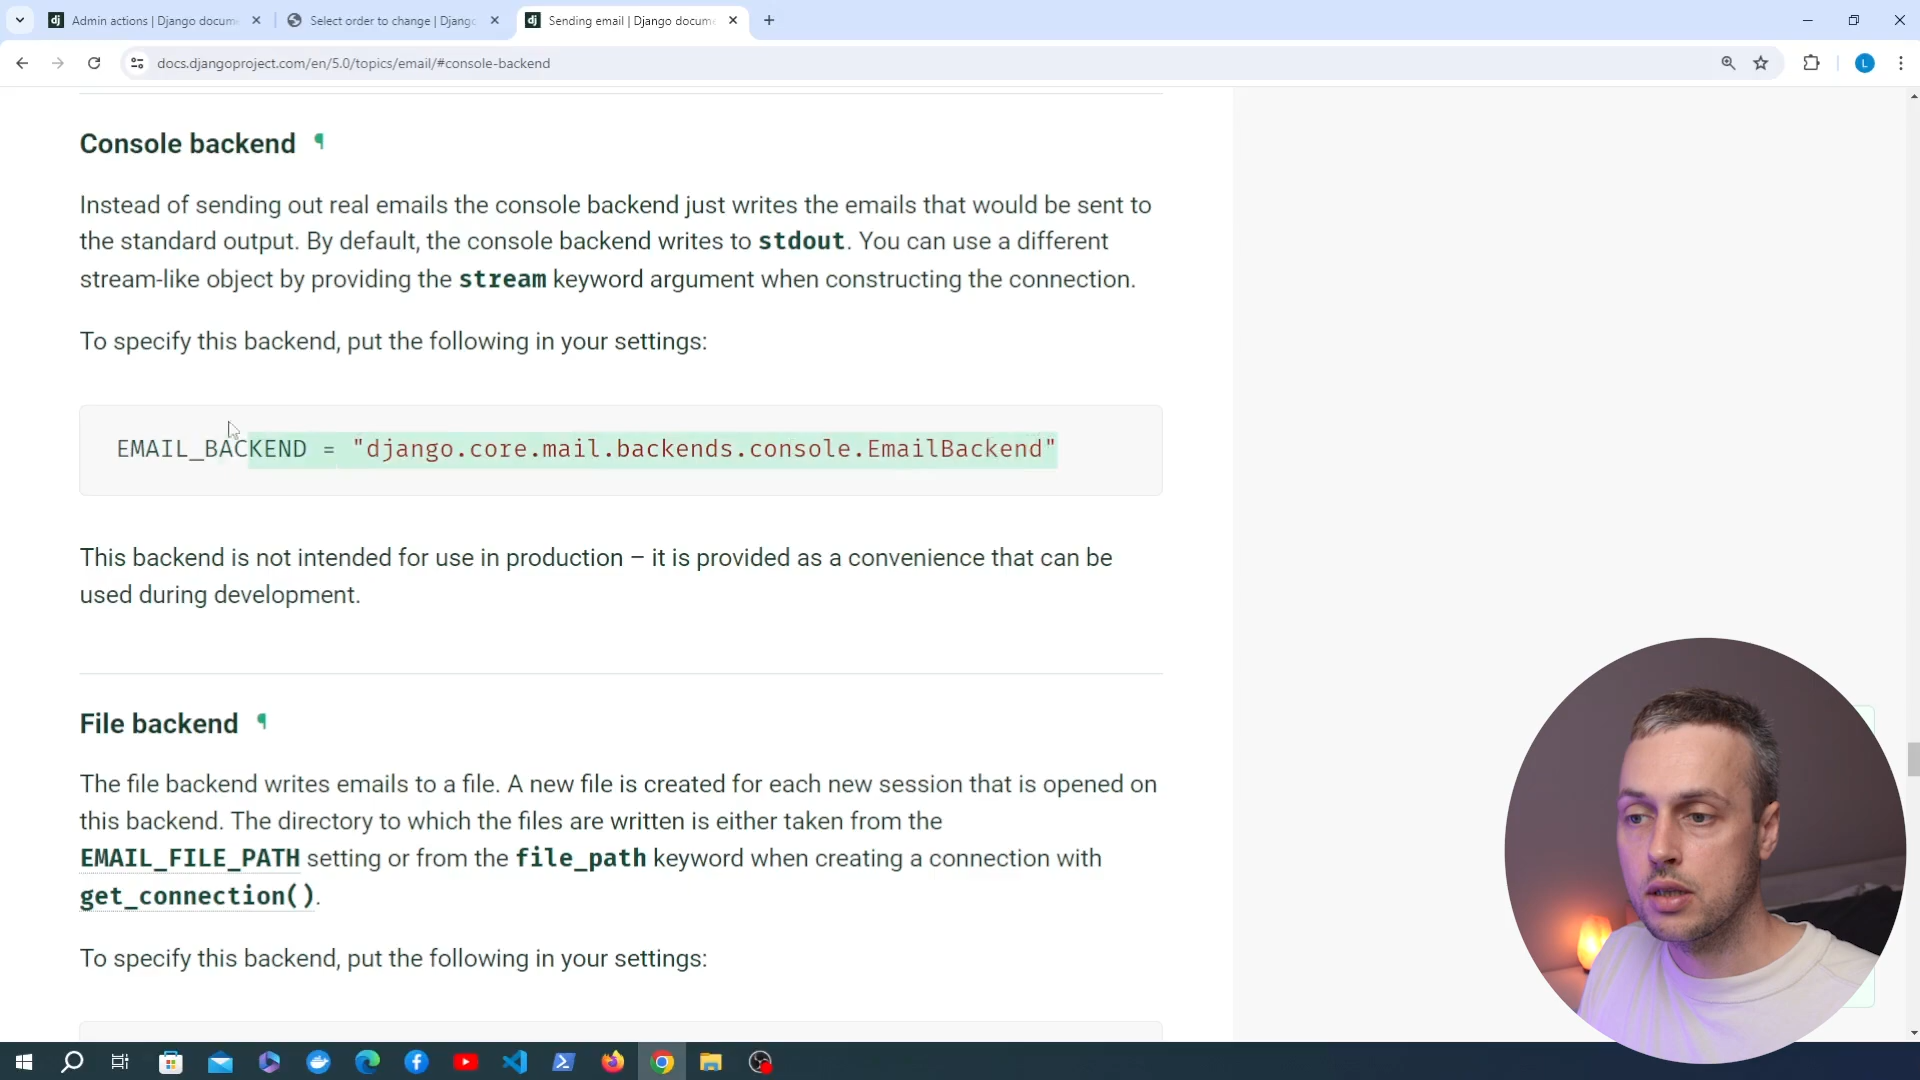 Admin actions | Django docume
Select order to change | Djang
Sending email | Django docume
docs.djangoproject.com/en/5.0/topics/email/#console-backend
L
Console backend ¶
Instead of sending out real emails the console backend just writes the emails that would be sent to
the standard output. By default, the console backend writes to stdout. You can use a different
stream-like object by providing the stream keyword argument when constructing the connection.
To specify this backend, put the following in your settings:
EMAIL_BACKEND = "django.core.mail.backends.console.EmailBackend"
This backend is not intended for use in production – it is provided as a convenience that can be
used during development.
File backend ¶
The file backend writes emails to a file. A new file is created for each new session that is opened on
this backend. The directory to which the files are written is either taken from the
EMAIL_FILE_PATH setting or from the file_path keyword when creating a connection with
get_connection().
To specify this backend, put the following in your settings: